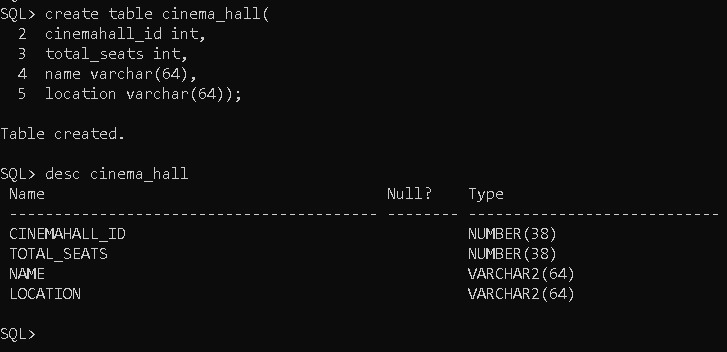 SQL> create table cinema_hall(
  2  cinemahall_id int,
  3  total_seats int,
  4  name varchar(64),
  5  location varchar(64));
Table created.
SQL> desc cinema_hall
 Name                                      Null?    Type
 ----------------------------------------- -------- ----------------------------
 CINEMAHALL_ID                                      NUMBER(38)
 TOTAL_SEATS                                        NUMBER(38)
 NAME                                               VARCHAR2(64)
 LOCATION                                           VARCHAR2(64)
SQL>